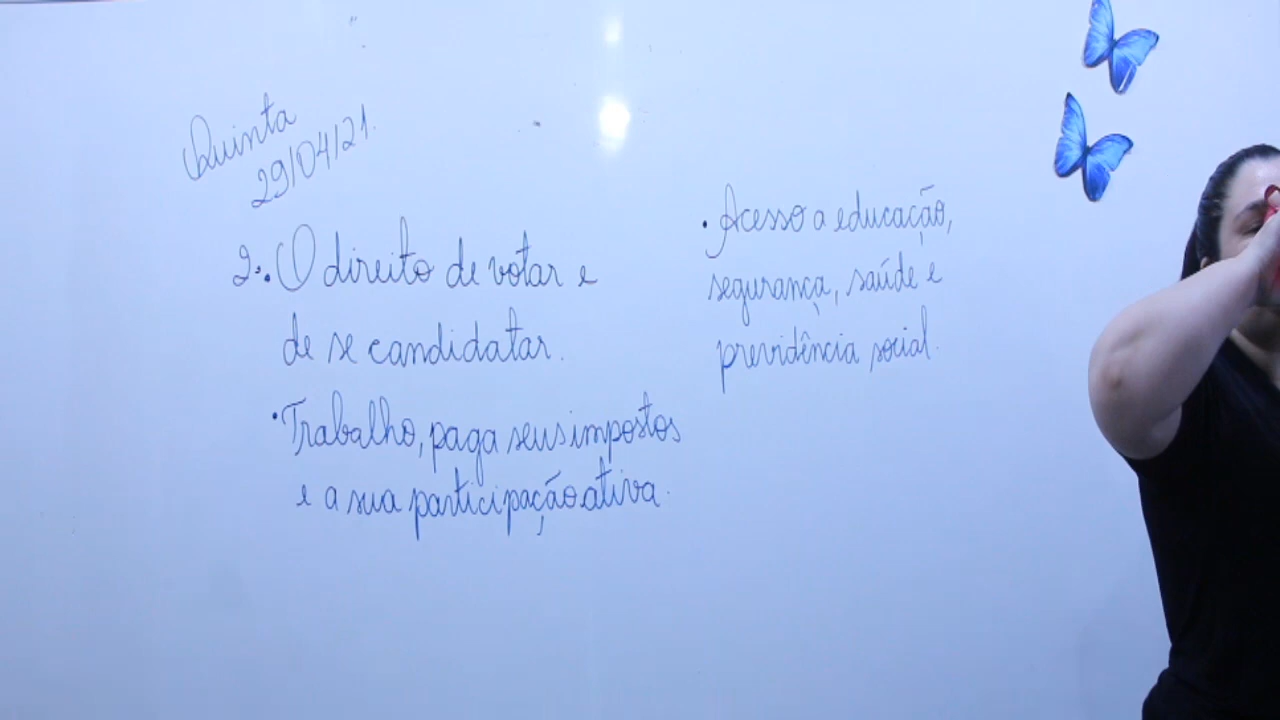 Quinta
29/04/21.
2. • O direito de votar e
de se candidatar.
• Trabalho, paga seus impostos
e a sua participação ativa.
• Acesso a educação,
segurança, saúde e
previdência social.